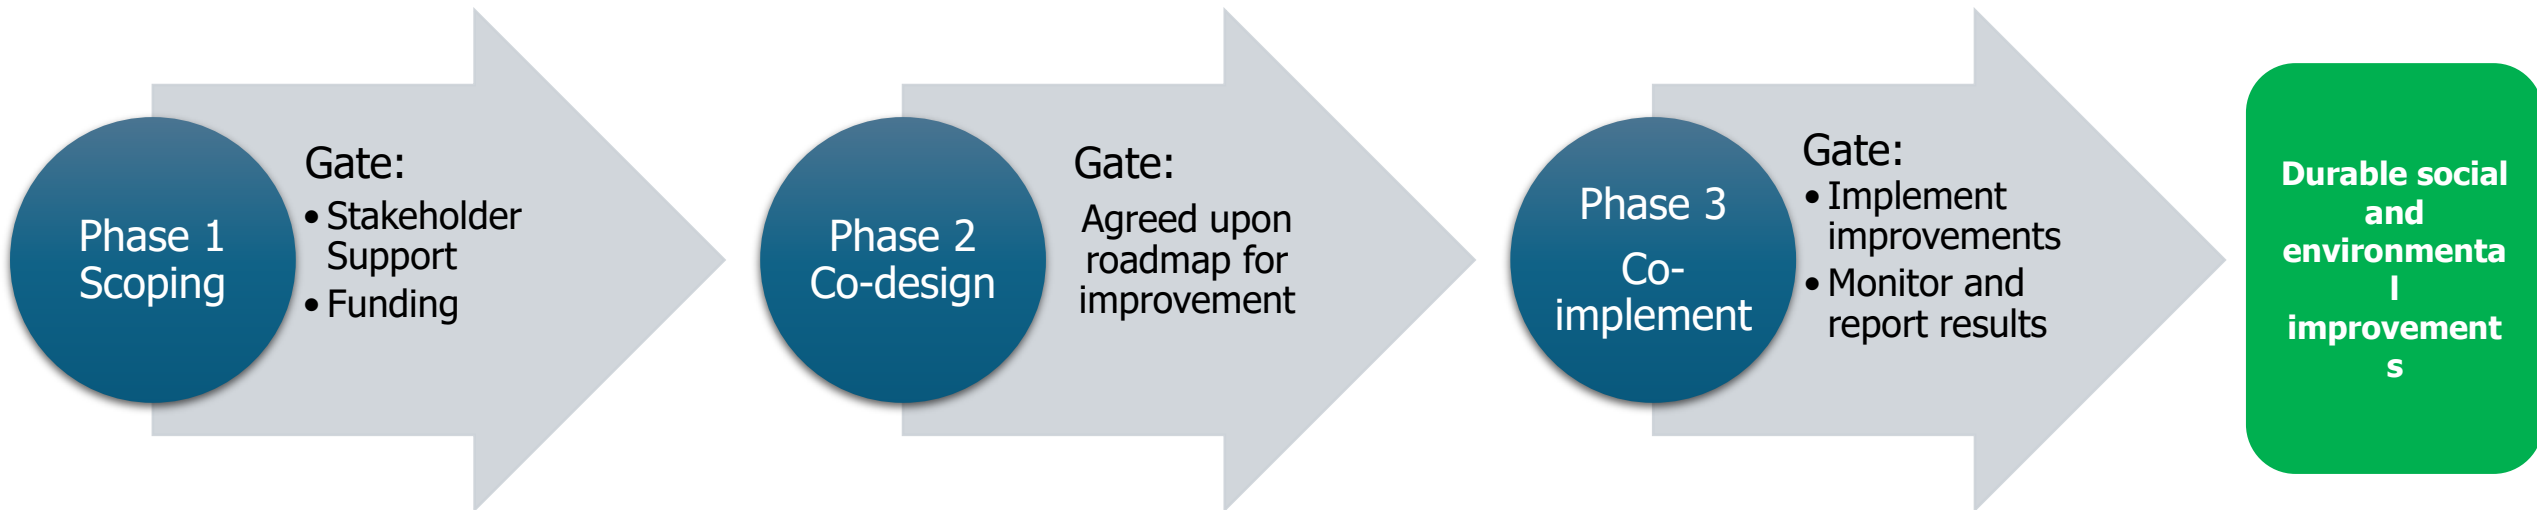 Phase 1
Scoping
Gate:
• Stakeholder
Support
• Funding
Phase 2
Co-design
Gate:
Agreed upon
roadmap for
improvement
Phase 3
Co-
implement
Gate:
• Implement
improvements
• Monitor and
report results
Durable social
and
environmenta
l
improvement
s